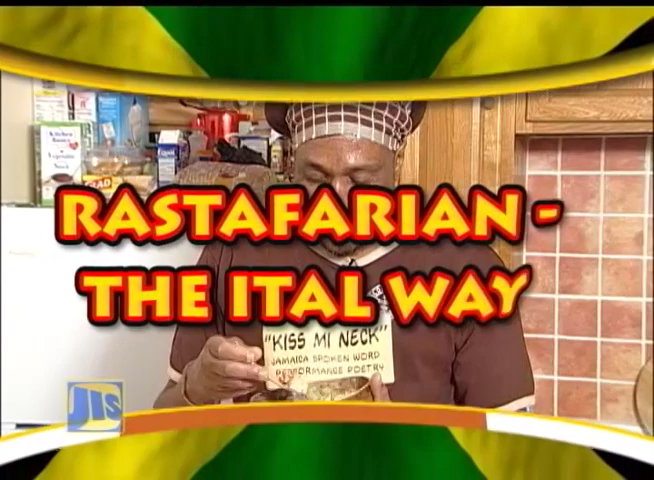 RASTAFARIAN -
THE ITAL WAY
"KISS MI NECK"
JAMAICA SPOKEN WORD
PERFORMANCE POETRY
JIS